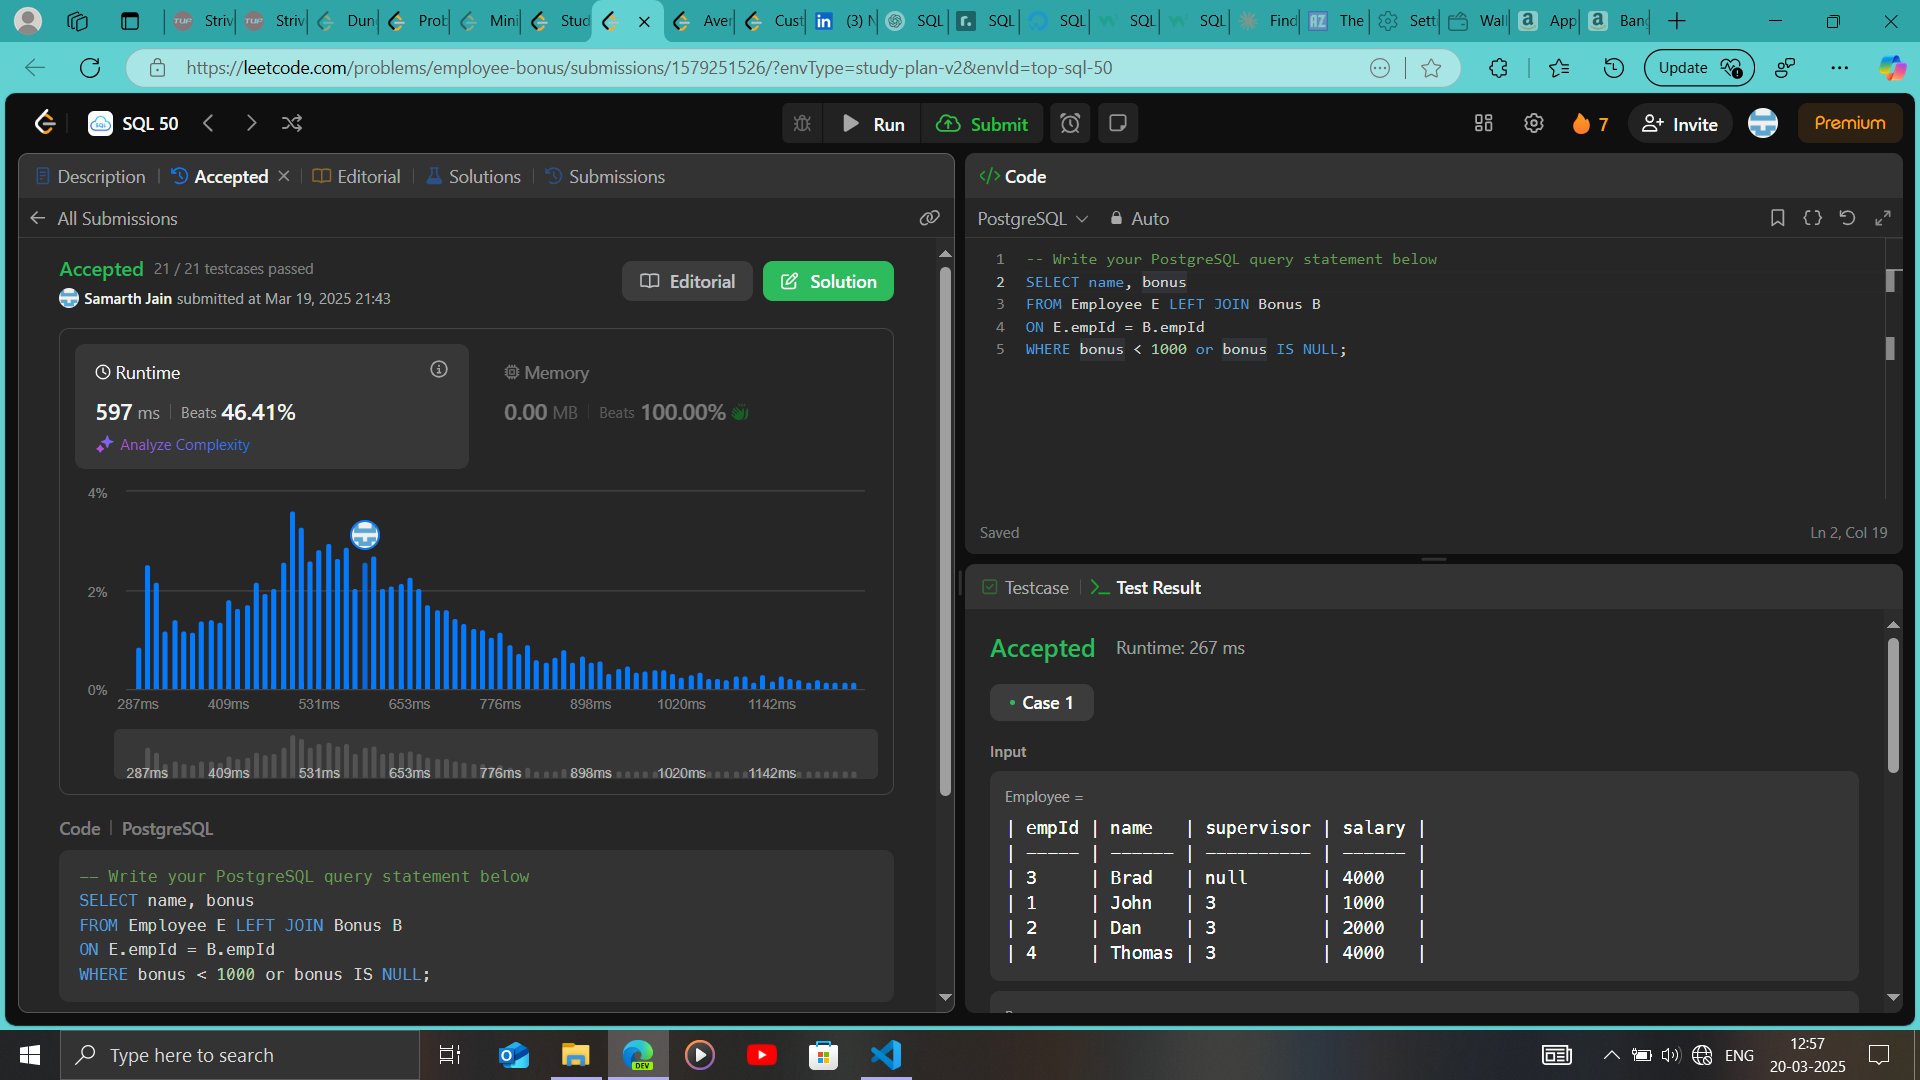 Striv
Striv
Dun
Prob
Mini
Stud
Aver
Cust
(3) N
SQL
SQL
SQL
SQL
SQL
Find
The
Setti
Wall
App
Ban
https://leetcode.com/problems/employee-bonus/submissions/1579251526/?envType=study-plan-v2&envId=top-sql-50
Update
SQL 50
Run
Submit
7
Invite
Premium
Description
Accepted
Editorial
Solutions
Submissions
All Submissions
Accepted 21 / 21 testcases passed
Samarth Jain submitted at Mar 19, 2025 21:43
Editorial
Solution
Runtime
597 ms Beats 46.41%
Analyze Complexity
Memory
0.00 MB Beats 100.00%
4%
2%
0%
287ms 409ms 531ms 653ms 776ms 898ms 1020ms 1142ms
287ms 409ms 531ms 653ms 776ms 898ms 1020ms 1142ms
Code | PostgreSQL
-- Write your PostgreSQL query statement below
SELECT name, bonus
FROM Employee E LEFT JOIN Bonus B
ON E.empId = B.empId
WHERE bonus < 1000 or bonus IS NULL;
</> Code
PostgreSQL
Auto
1 -- Write your PostgreSQL query statement below
2 SELECT name, bonus
3 FROM Employee E LEFT JOIN Bonus B
4 ON E.empId = B.empId
5 WHERE bonus < 1000 or bonus IS NULL;
Saved
Ln 2, Col 19
Testcase
Test Result
Accepted Runtime: 267 ms
Case 1
Input
Employee =
| empId | name | supervisor | salary |
| ----- | ------ | ---------- | ------ |
| 3 | Brad | null | 4000 |
| 1 | John | 3 | 1000 |
| 2 | Dan | 3 | 2000 |
| 4 | Thomas | 3 | 4000 |
Type here to search
DEV
ENG
12:57
20-03-2025